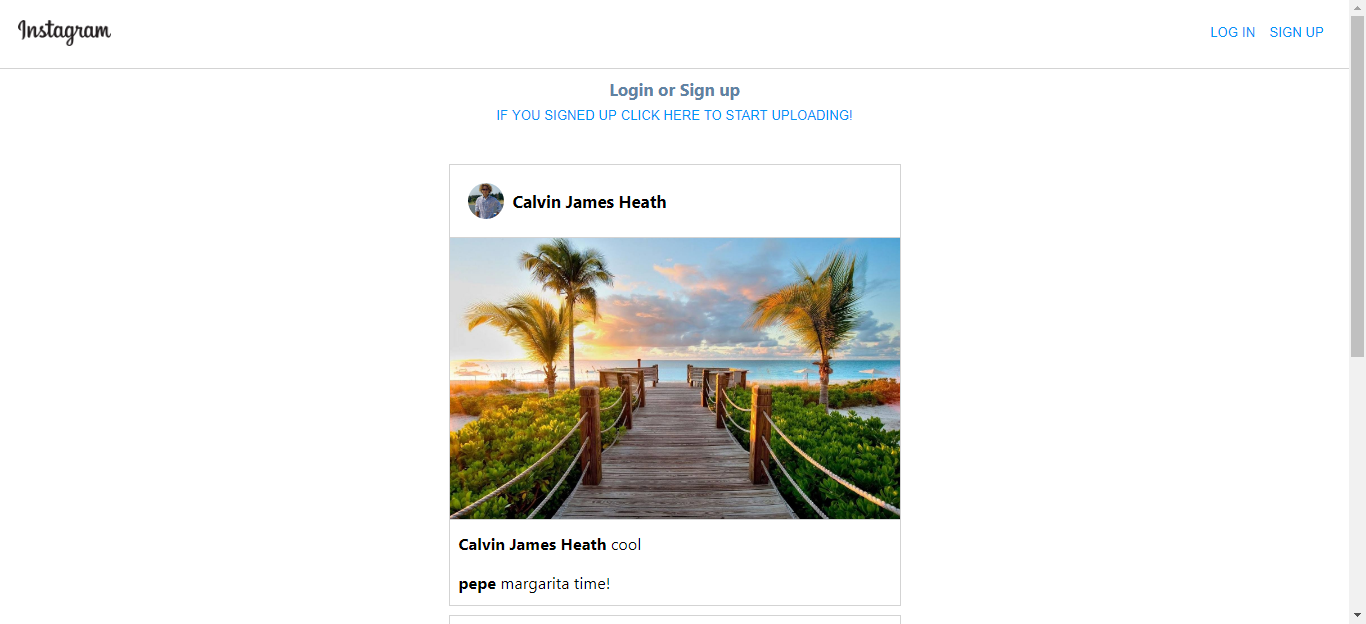 Instagram
LOG IN SIGN UP
Login or Sign up
IF YOU SIGNED UP CLICK HERE TO START UPLOADING!
Calvin James Heath
Calvin James Heath cool
pepe margarita time!